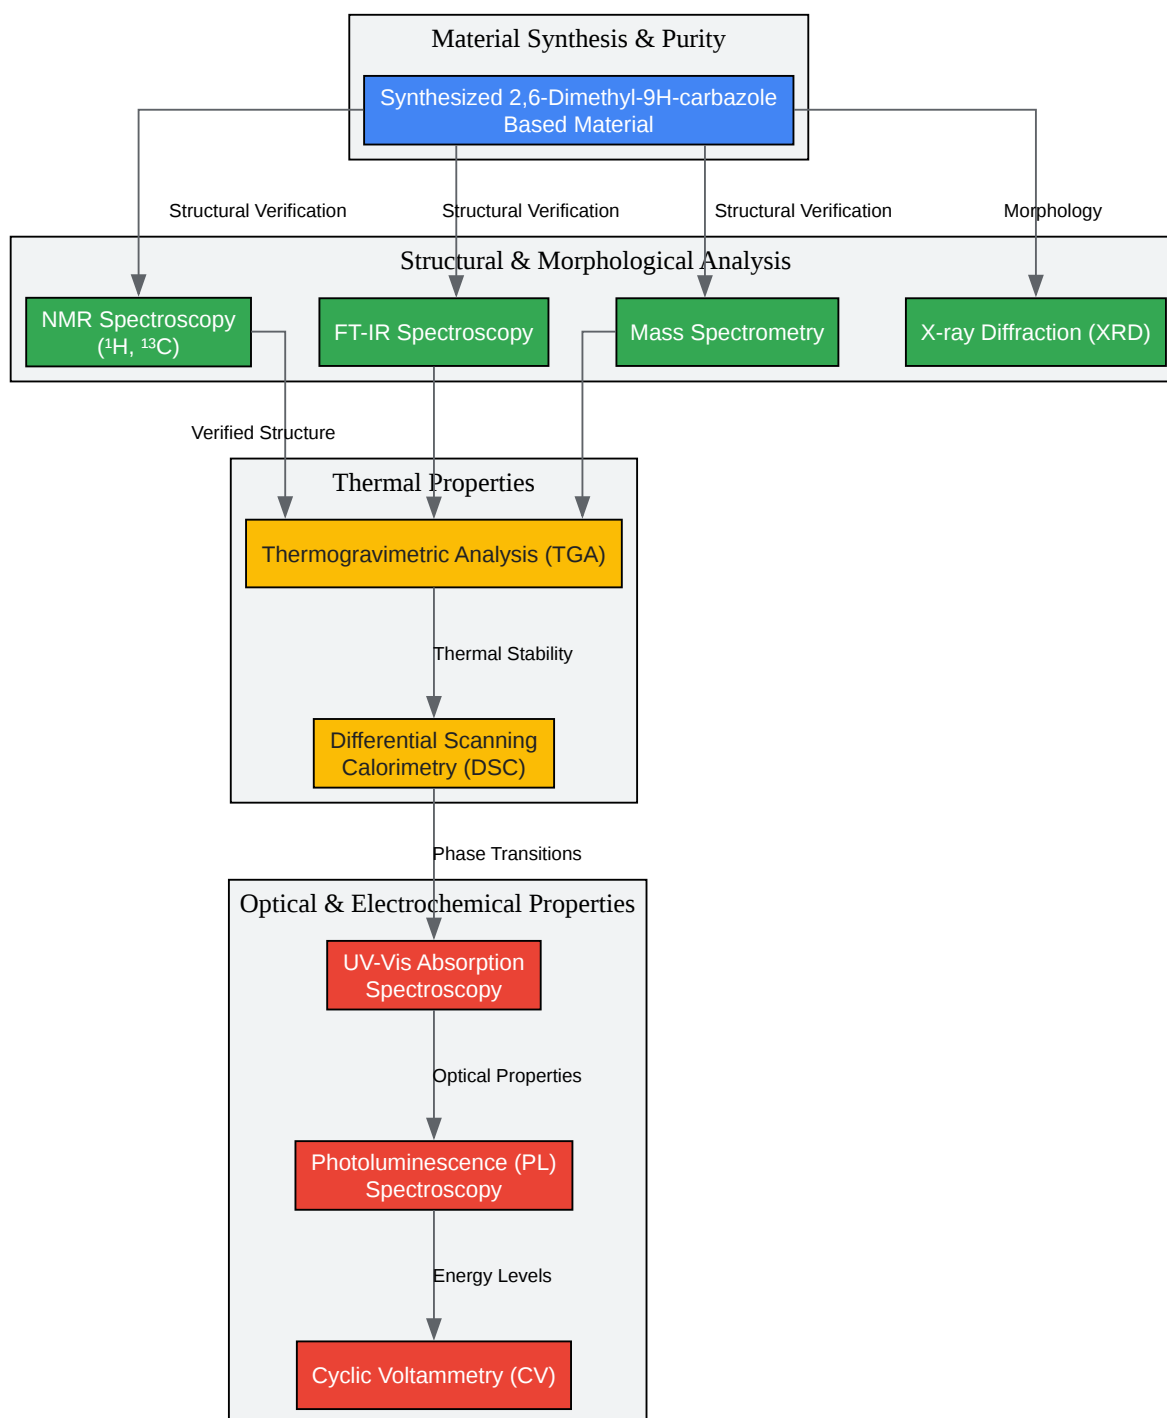 Material Synthesis & Purity
Synthesized 2,6-Dimethyl-9H-carbazole
Based Material
Structural Verification
Structural Verification
Structural Verification
Morphology
Structural & Morphological Analysis
NMR Spectroscopy
(¹H, ¹³C)
FT-IR Spectroscopy
Mass Spectrometry
X-ray Diffraction (XRD)
Verified Structure
Thermal Properties
Thermogravimetric Analysis (TGA)
Thermal Stability
Differential Scanning
Calorimetry (DSC)
Phase Transitions
Optical & Electrochemical Properties
UV-Vis Absorption
Spectroscopy
Optical Properties
Photoluminescence (PL)
Spectroscopy
Energy Levels
Cyclic Voltammetry (CV)